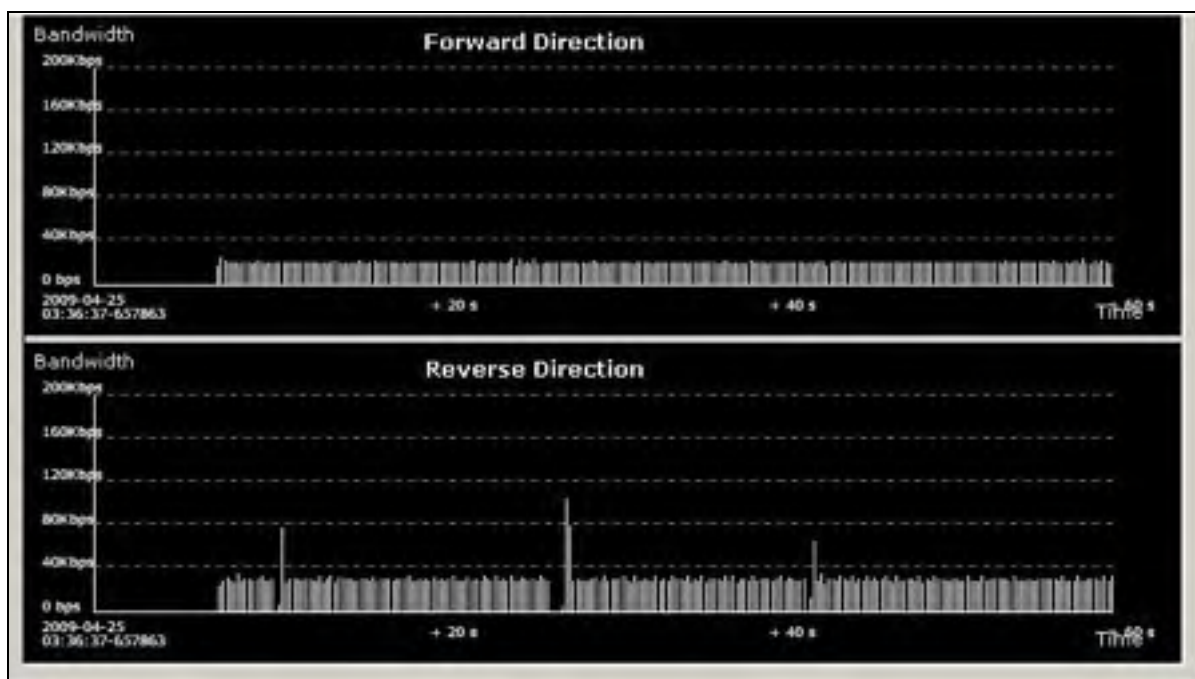 Bandwidth
Forward Direction
200Kbps
160Kbps
120Kbps
80Kbps
40Kbps
0 bps
2009-04-25
03:36:37-657863
+ 20 s
+ 40 s
Time
+ 60 s
Bandwidth
Reverse Direction
200Kbps
160Kbps
120Kbps
80Kbps
40Kbps
0 bps
2009-04-25
03:36:37-657863
+ 20 s
+ 40 s
Time
+ 60 s